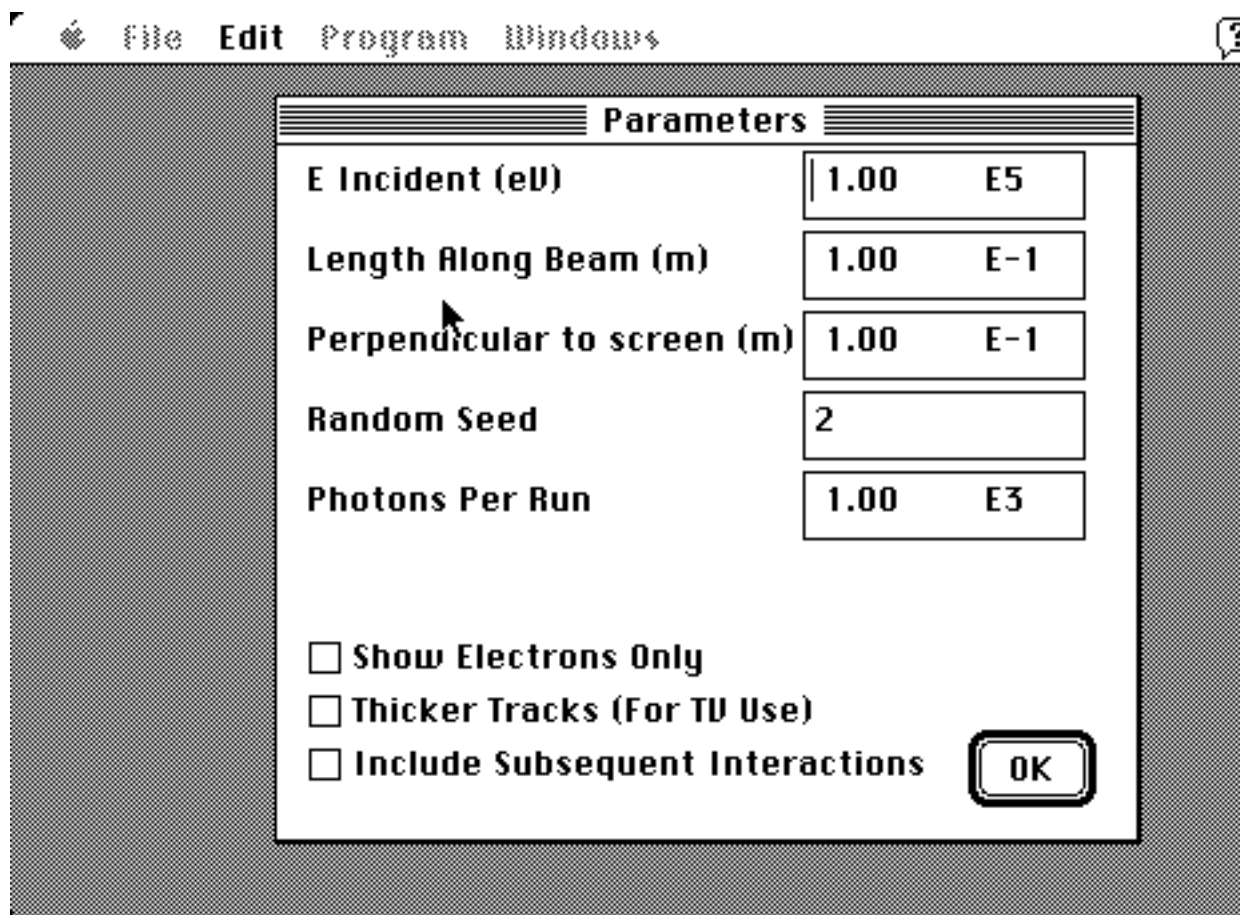 File Edit Program Windows
Parameters
E Incident (eV) 1.00 E5
Length Along Beam (m) 1.00 E-1
Perpendicular to screen (m) 1.00 E-1
Random Seed 2
Photons Per Run 1.00 E3
Show Electrons Only
Thicker Tracks (For TV Use)
Include Subsequent Interactions
OK